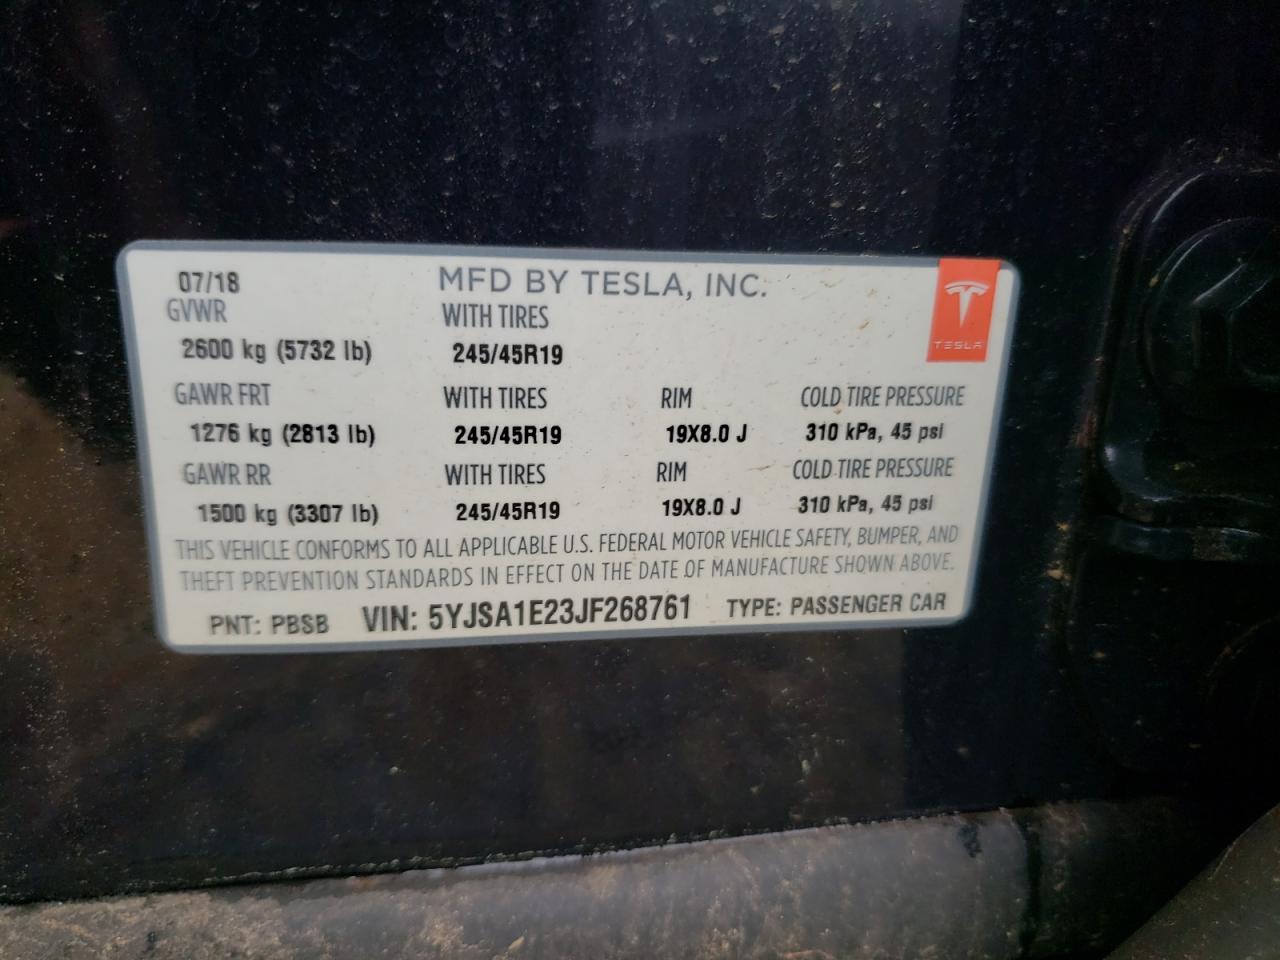 07/18 MFD BY TESLA, INC.
GVWR WITH TIRES
2600 kg (5732 lb) 245/45R19
TESLA
GAWR FRT WITH TIRES RIM COLD TIRE PRESSURE
1276 kg (2813 lb) 245/45R19 19X8.0 J 310 kPa, 45 psi
GAWR RR WITH TIRES RIM COLD TIRE PRESSURE
1500 kg (3307 lb) 245/45R19 19X8.0 J 310 kPa, 45 psi
THIS VEHICLE CONFORMS TO ALL APPLICABLE U.S. FEDERAL MOTOR VEHICLE SAFETY, BUMPER, AND
THEFT PREVENTION STANDARDS IN EFFECT ON THE DATE OF MANUFACTURE SHOWN ABOVE.
PNT: PBSB VIN: 5YJSA1E23JF268761 TYPE: PASSENGER CAR